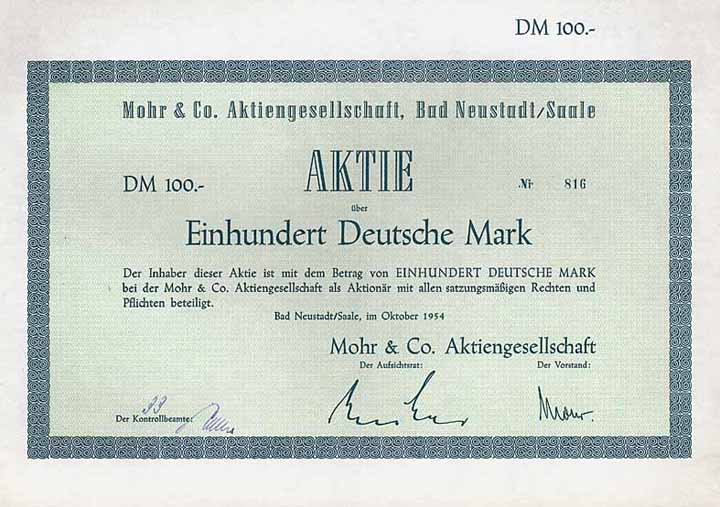 DM 100.-
Mohr & Co. Aktiengesellschaft, Bad Neustadt/Saale
DM 100.- AKTIE № 816
über
Einhundert Deutsche Mark
Der Inhaber dieser Aktie ist mit dem Betrag von EINHUNDERT DEUTSCHE MARK
bei der Mohr & Co. Aktiengesellschaft als Aktionär mit allen satzungsmäßigen Rechten und
Pflichten beteiligt.
Bad Neustadt/Saale, im Oktober 1954
Mohr & Co. Aktiengesellschaft
Der Aufsichtsrat: Der Vorstand:
Der Kontrollbeamte: Mohr.